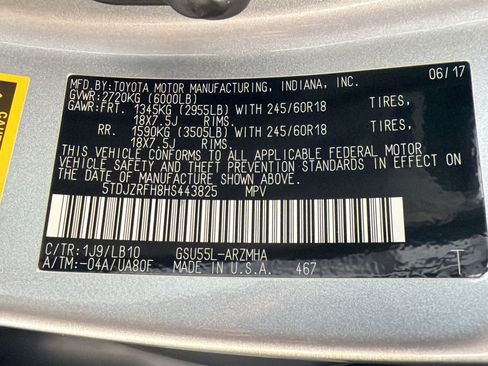 MFD.BY: TOYOTA MOTOR MANUFACTURING, INDIANA, INC. 06/17
GVWR: 2720KG (6000LB)
GAWR: FRT. 1345KG (2955LB) WITH 245/60R18 TIRES,
18X7.5J RIMS.
RR. 1590KG (3505LB) WITH 245/60R18 TIRES,
18X7.5J RIMS.
THIS VEHICLE CONFORMS TO ALL APPLICABLE FEDERAL MOTOR
VEHICLE SAFETY AND THEFT PREVENTION STANDARDS IN EFFECT ON
THE DATE OF MANUFACTURE SHOWN ABOVE.
5TDJZRFH8HS443825 MPV
C/TR: 1J9/LB10 GSU55L-ARZMHA
A/TM: -04A/UA80F MADE IN U.S.A. 467 T